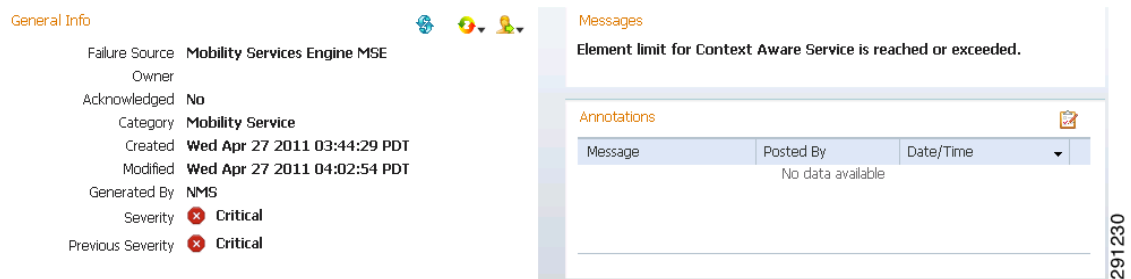 General Info
Failure Source Mobility Services Engine MSE
Owner
Acknowledged No
Category Mobility Service
Created Wed Apr 27 2011 03:44:29 PDT
Modified Wed Apr 27 2011 04:02:54 PDT
Generated By NMS
Severity Critical
Previous Severity Critical
Messages
Element limit for Context Aware Service is reached or exceeded.
Annotations
Message Posted By Date/Time
No data available
291230